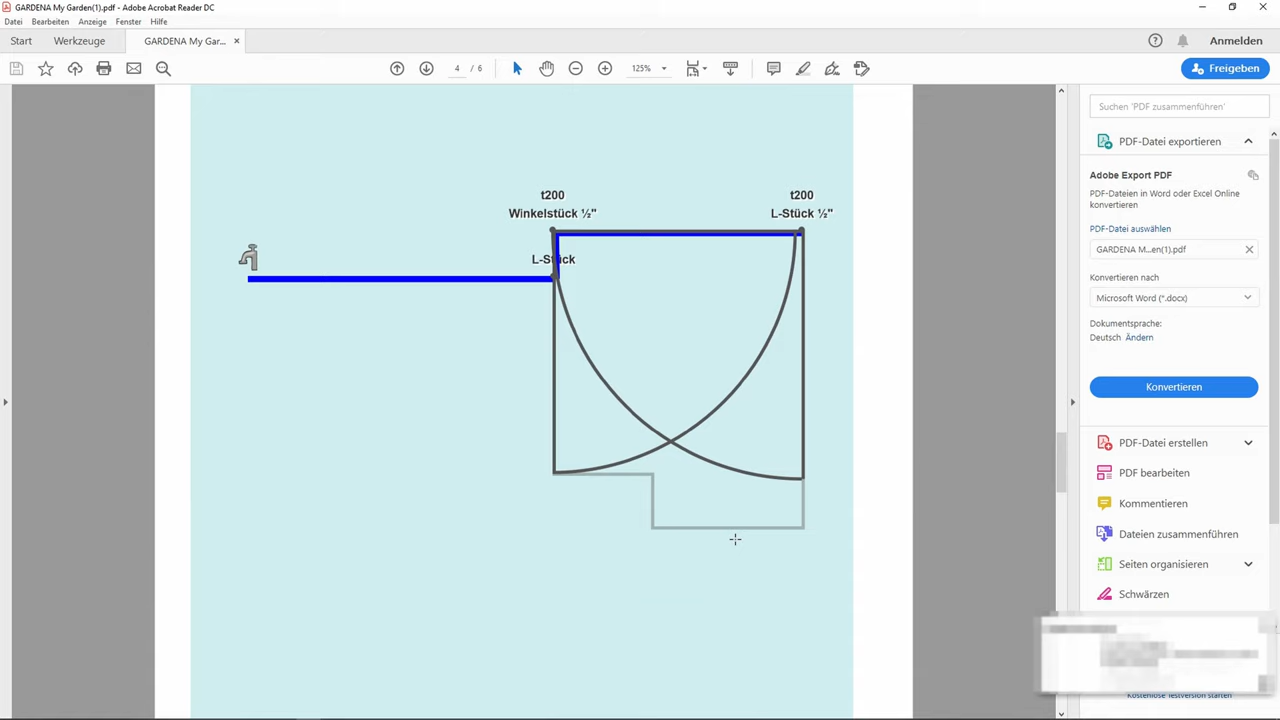 GARDENA My Garden(1).pdf - Adobe Acrobat Reader DC
Datei Bearbeiten Anzeige Fenster Hilfe
Start Werkzeuge GARDENA My Gar... × Anmelden
4 / 6 125% Freigeben
Suchen 'PDF zusammenführen'
PDF-Datei exportieren
Adobe Export PDF
PDF-Dateien in Word oder Excel Online
konvertieren
PDF-Datei auswählen
GARDENA M...en(1).pdf
Konvertieren nach
Microsoft Word (*.docx)
Dokumentsprache:
Deutsch Ändern
Konvertieren
PDF-Datei erstellen
PDF bearbeiten
Kommentieren
Dateien zusammenführen
Seiten organisieren
Schwärzen
Kostenlose Testversion starten
t200
Winkelstück ½"
t200
L-Stück ½"
L-Stück